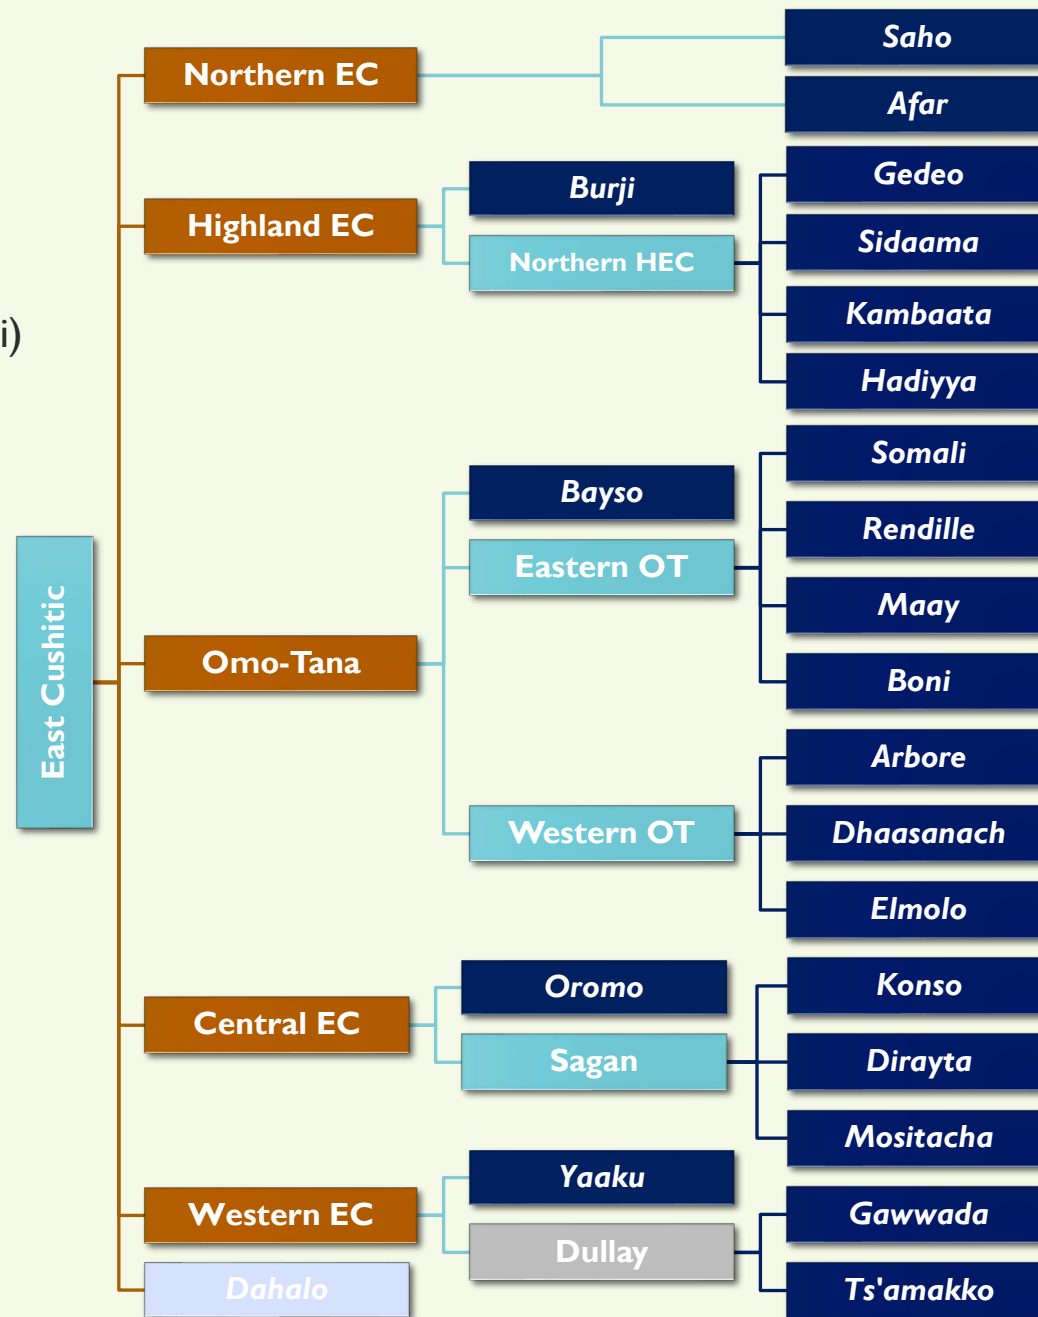 Saho
Northern EC
Afar
Gedeo
Burji
Highland EC
Sidaama
Northern HEC
Kambaata
i)
Hadiyya
Somali
Bayso
Rendille
Eastern OT
Maay
East Cushitic
Omo-Tana
Boni
Arbore
Western OT
Dhaasanach
Elmolo
Konso
Oromo
Central EC
Sagan
Dirayta
Mositacha
Yaaku
Western EC
Gawwada
Dullay
Dahalo
Ts'amakko